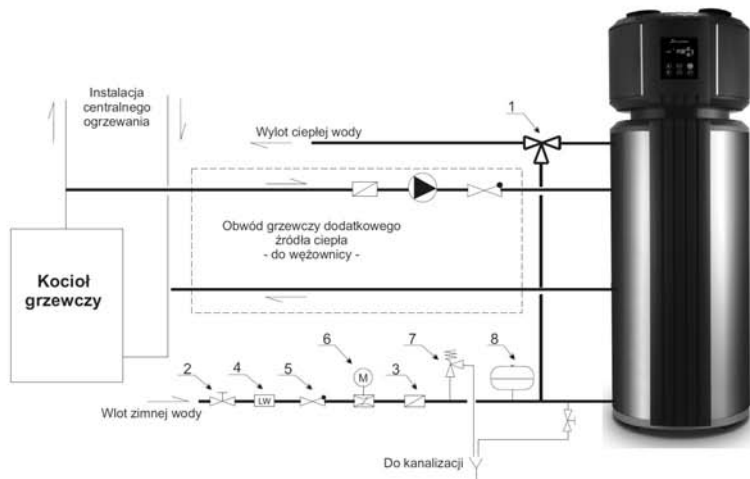 Instalacja
centralnego
ogrzewania
1
Wylot ciepłej wody
Obwód grzewczy dodatkowego
źródła ciepła
- do wężownicy -
Kocioł
grzewczy
2
4
5
6
3
7
8
M
LW
Wlot zimnej wody
Do kanalizacji